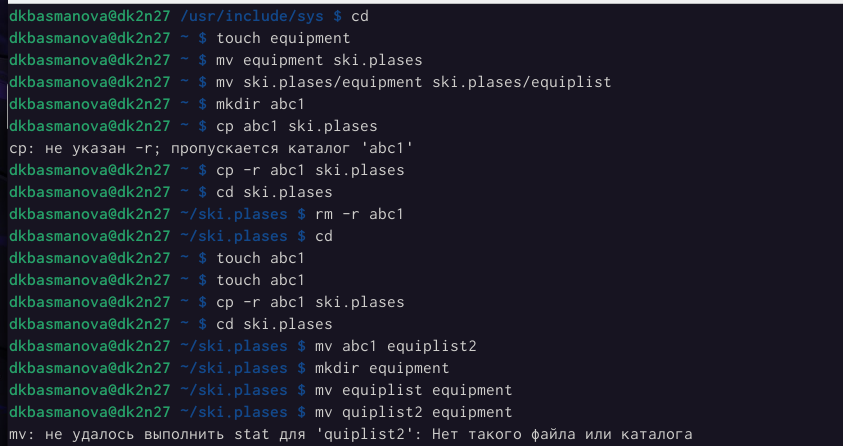 dkbasmanova@dk2n27 /usr/include/sys $ cd
dkbasmanova@dk2n27 ~ $ touch equipment
dkbasmanova@dk2n27 ~ $ mv equipment ski.plases
dkbasmanova@dk2n27 ~ $ mv ski.plases/equipment ski.plases/equiplist
dkbasmanova@dk2n27 ~ $ mkdir abc1
dkbasmanova@dk2n27 ~ $ cp abc1 ski.plases
cp: не указан -r; пропускается каталог 'abc1'
dkbasmanova@dk2n27 ~ $ cp -r abc1 ski.plases
dkbasmanova@dk2n27 ~ $ cd ski.plases
dkbasmanova@dk2n27 ~/ski.plases $ rm -r abc1
dkbasmanova@dk2n27 ~/ski.plases $ cd
dkbasmanova@dk2n27 ~ $ touch abc1
dkbasmanova@dk2n27 ~ $ touch abc1
dkbasmanova@dk2n27 ~ $ cp -r abc1 ski.plases
dkbasmanova@dk2n27 ~ $ cd ski.plases
dkbasmanova@dk2n27 ~/ski.plases $ mv abc1 equiplist2
dkbasmanova@dk2n27 ~/ski.plases $ mkdir equipment
dkbasmanova@dk2n27 ~/ski.plases $ mv equiplist equipment
dkbasmanova@dk2n27 ~/ski.plases $ mv quiplist2 equipment
mv: не удалось выполнить stat для 'quiplist2': Нет такого файла или каталога